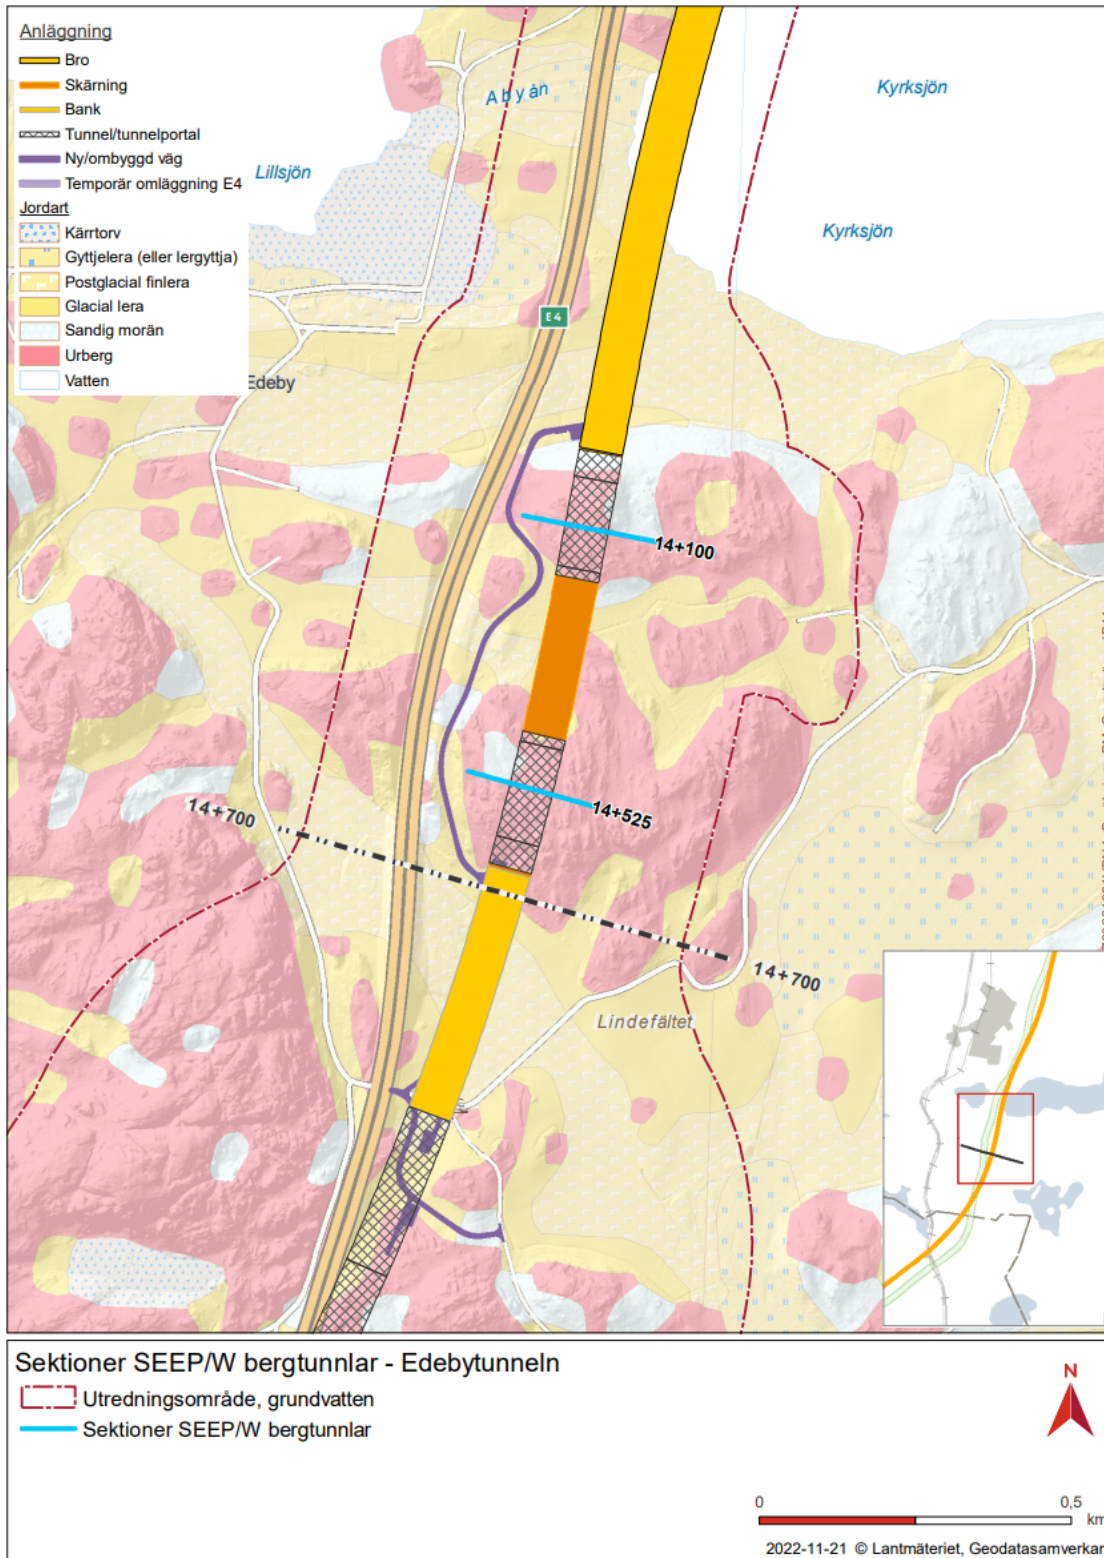 Anläggning
Bro
Skärning
Bank
Tunnel/tunnelportal
Ny/ombyggd väg
Temporär omläggning E4
Jordart
Kärrtorv
Gyttjelera (eller lergyttja)
Postglacial finlera
Glacial lera
Sandig morän
Urberg
Vatten
Abyån
Kyrksjön
Lillsjön
Kyrksjön
E4
Edeby
14+100
14+525
14+700
14+700
Lindefältet
Sektioner SEEP/W bergtunnlar - Edebytunneln
Utredningsområde, grundvatten
Sektioner SEEP/W bergtunnlar
N
0 0,5
km
2022-11-21 © Lantmäteriet, Geodatasamverkan